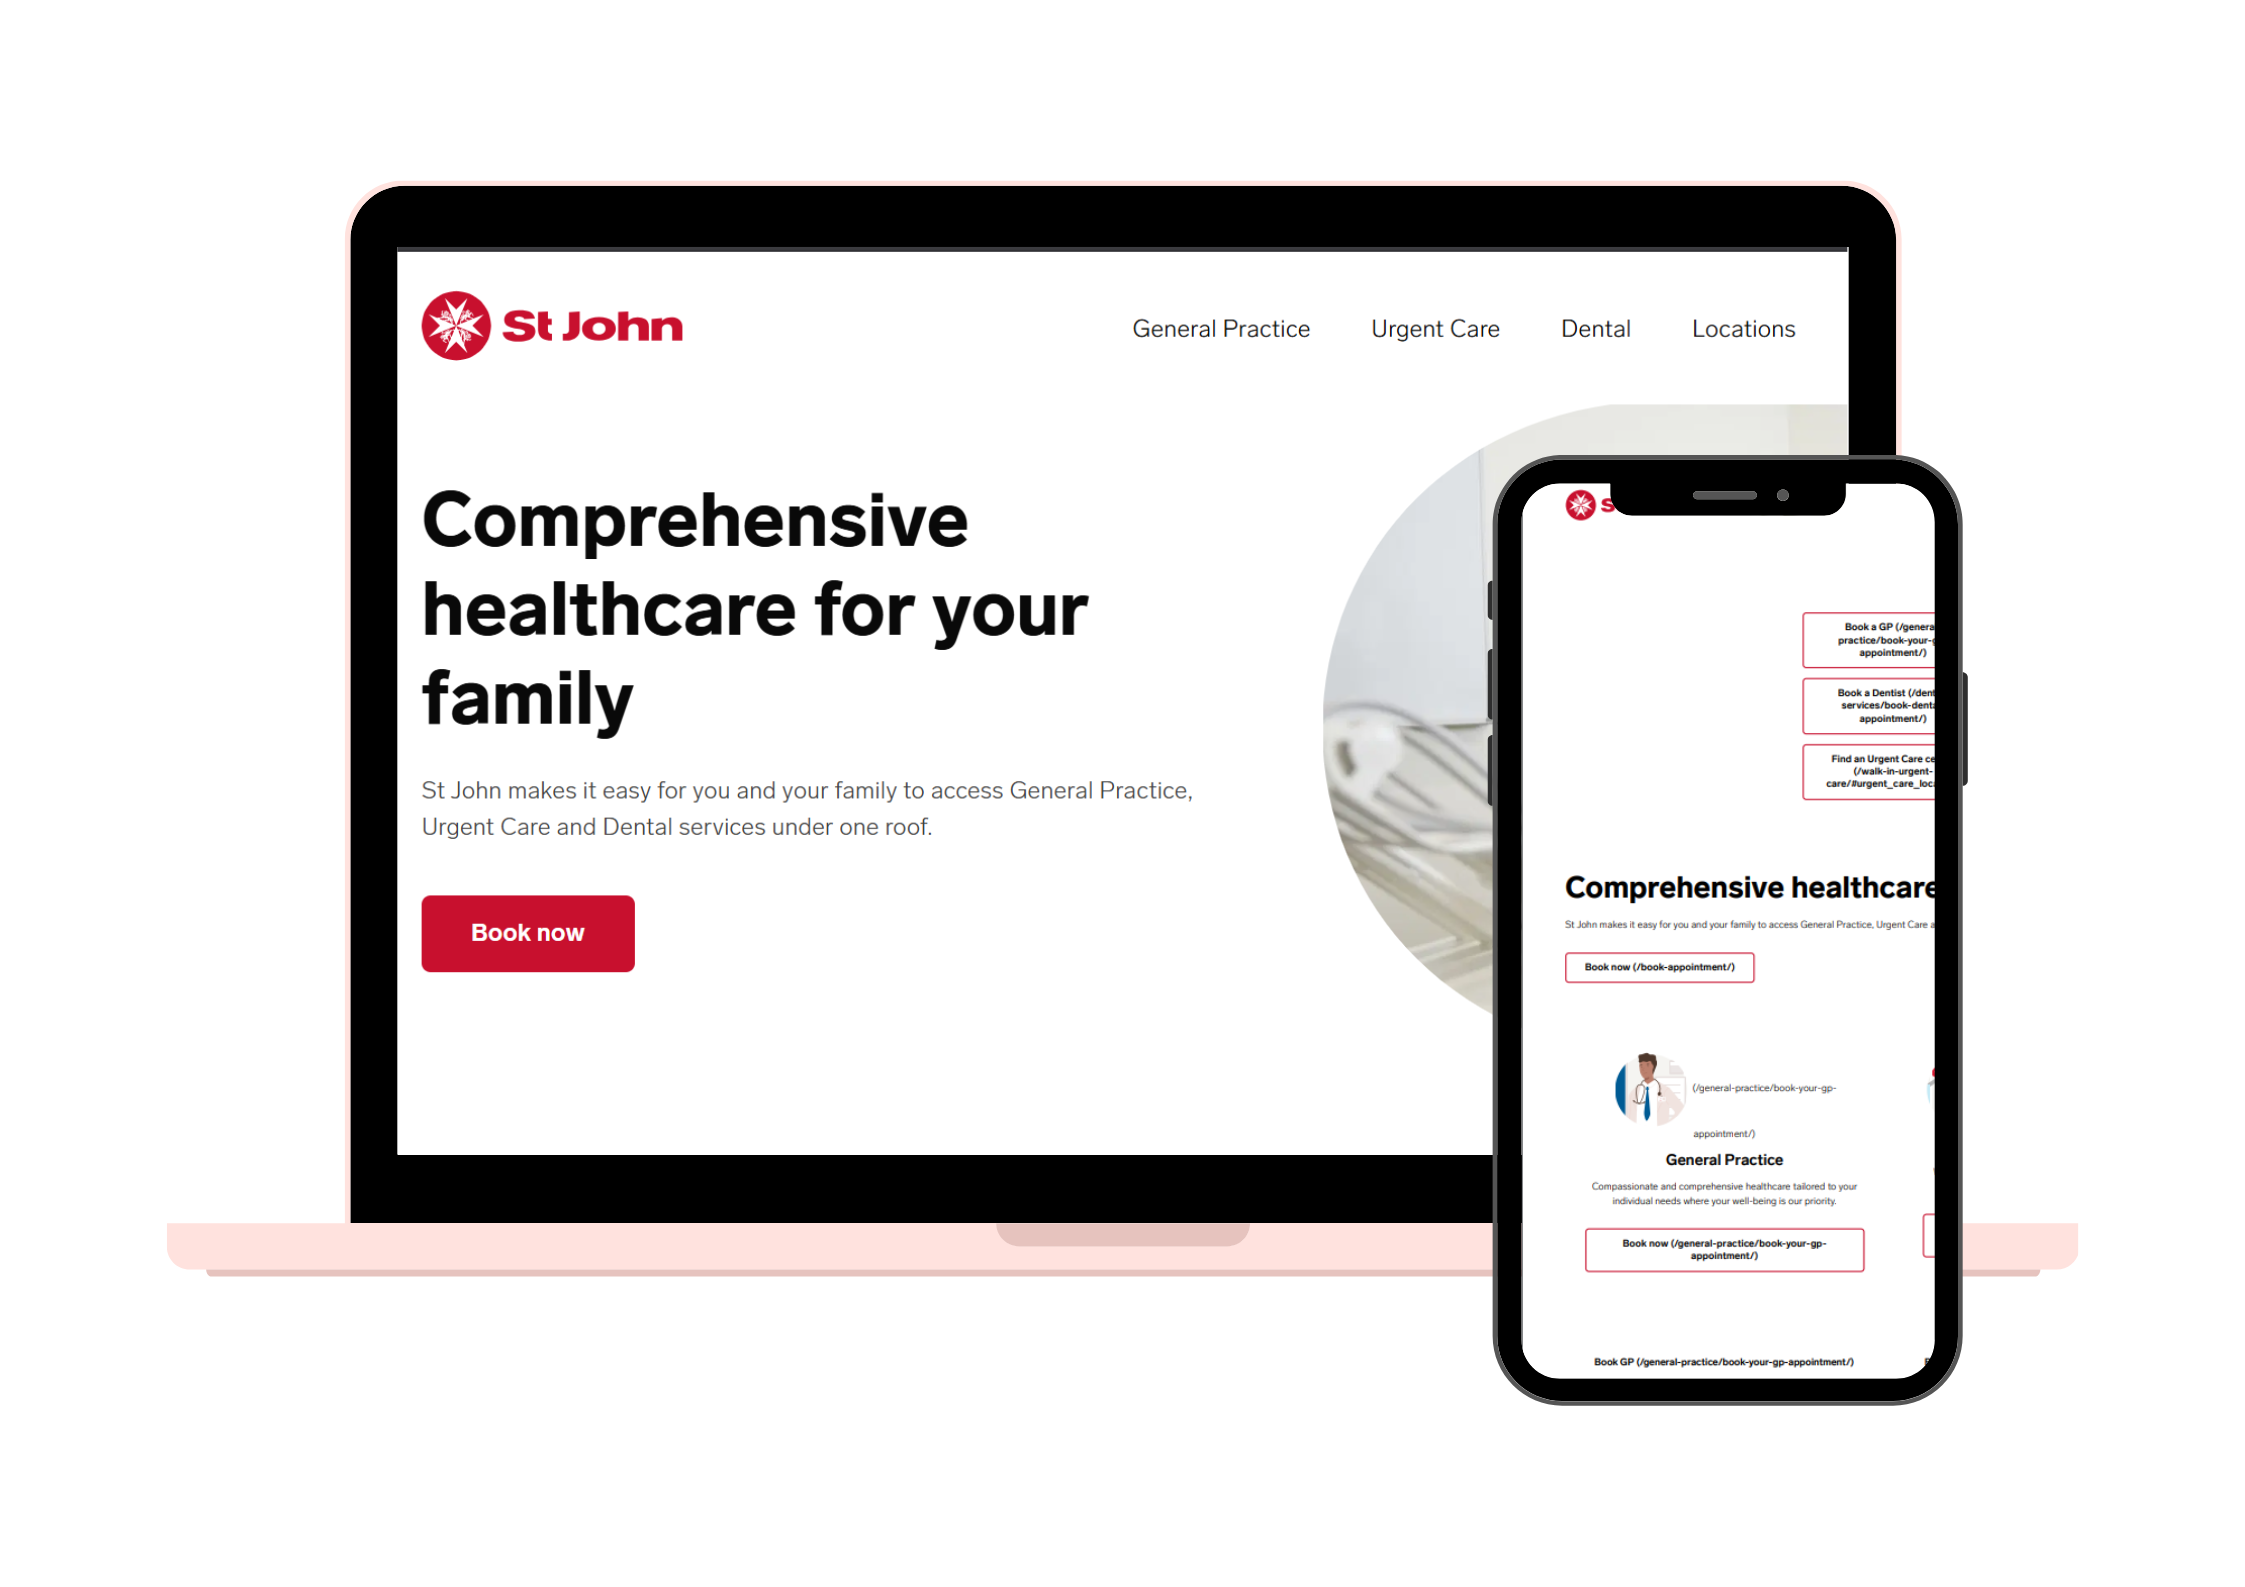 St John
General Practice Urgent Care Dental Locations
Comprehensive
healthcare for your
family
St John makes it easy for you and your family to access General Practice,
Urgent Care and Dental services under one roof.
Book now
S
Book a GP (/genera
practice/book-your-
appointment/)
Book a Dentist (/dent
services/book-dent
appointment/)
Find an Urgent Care ce
(/walk-in-urgent-
care/#urgent_care_loc
Comprehensive healthcare
St John makes it easy for you and your family to access General Practice, Urgent Care a
Book now (/book-appointment/)
(/general-practice/book-your-gp-
appointment/)
General Practice
Compassionate and comprehensive healthcare tailored to your
individual needs where your well-being is our priority.
Book now (/general-practice/book-your-gp-
appointment/)
Book GP (/general-practice/book-your-gp-appointment/)